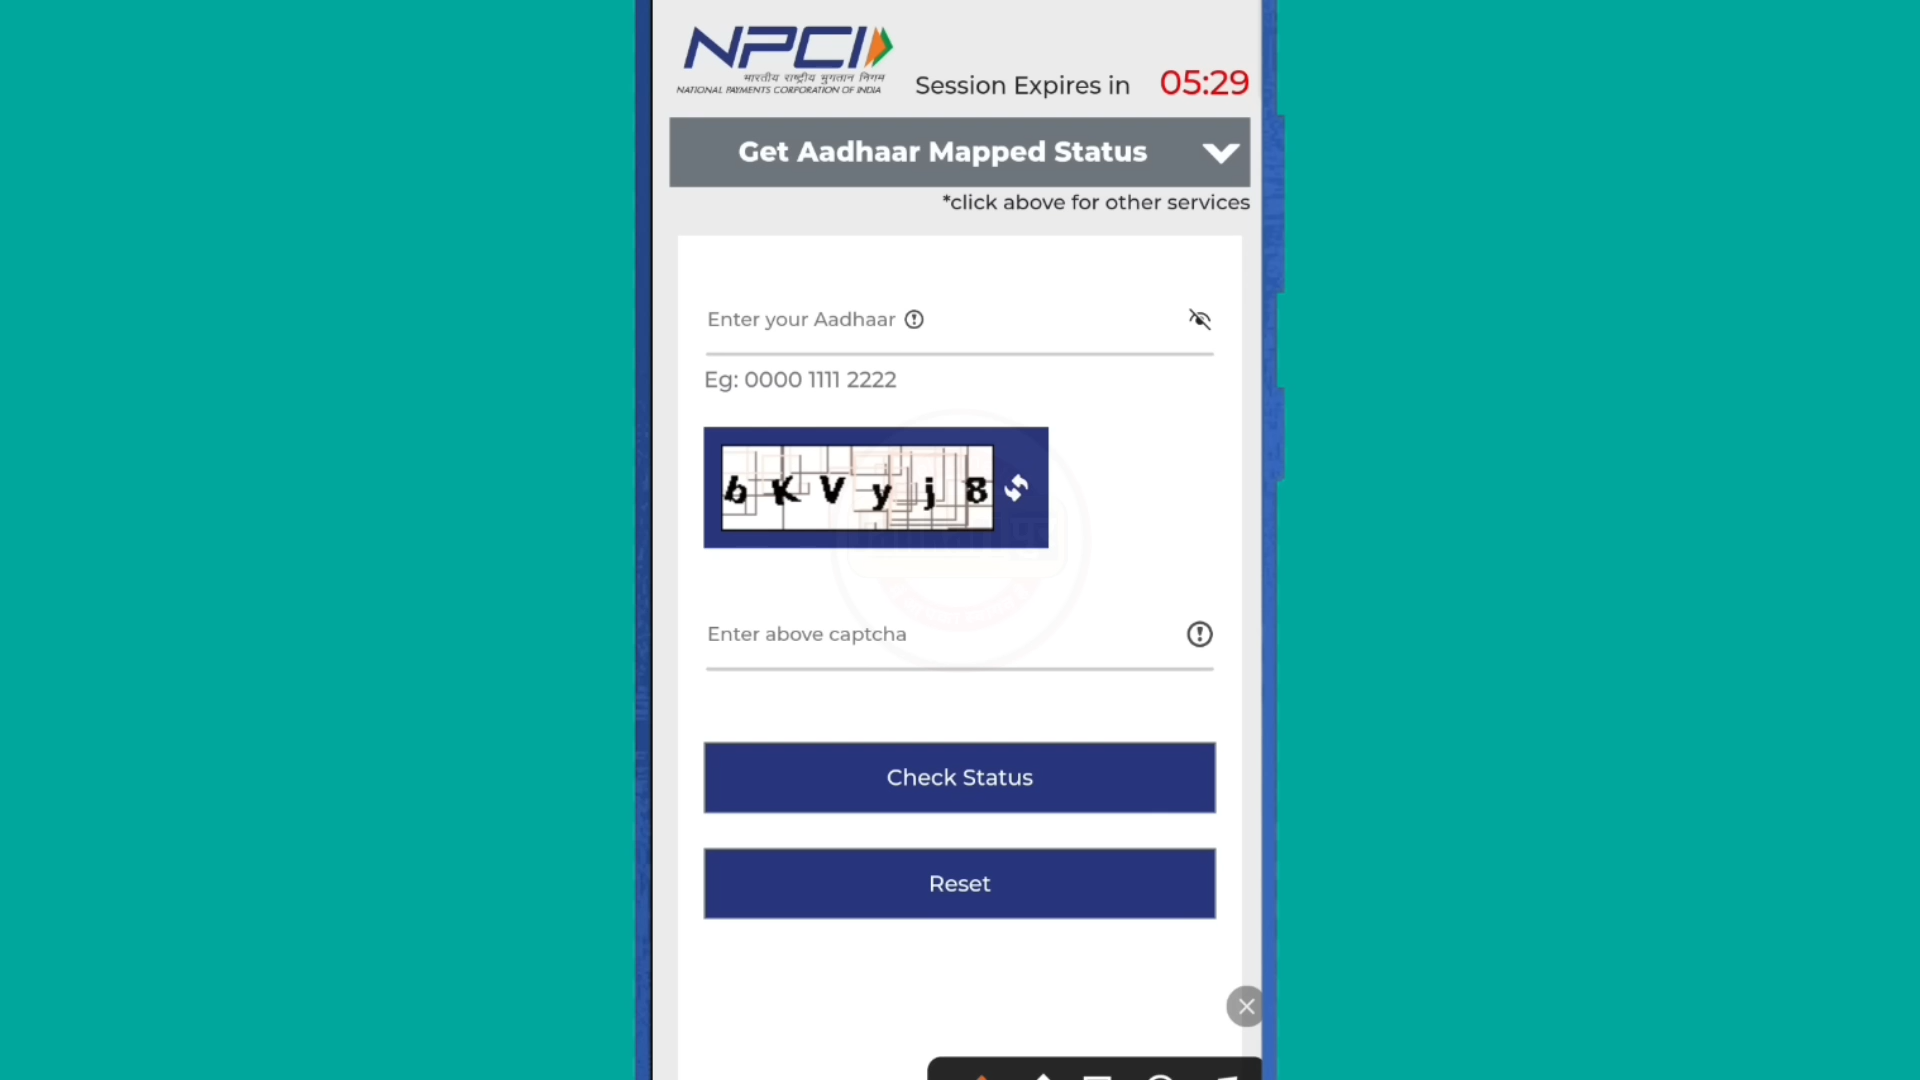 NPCI
भारतीय राष्ट्रीय भुगतान निगम
NATIONAL PAYMENTS CORPORATION OF INDIA
Session Expires in 05:29
Get Aadhaar Mapped Status
*click above for other services
Enter your Aadhaar
Eg: 0000 1111 2222
b K V y j 8
Enter above captcha
Check Status
Reset